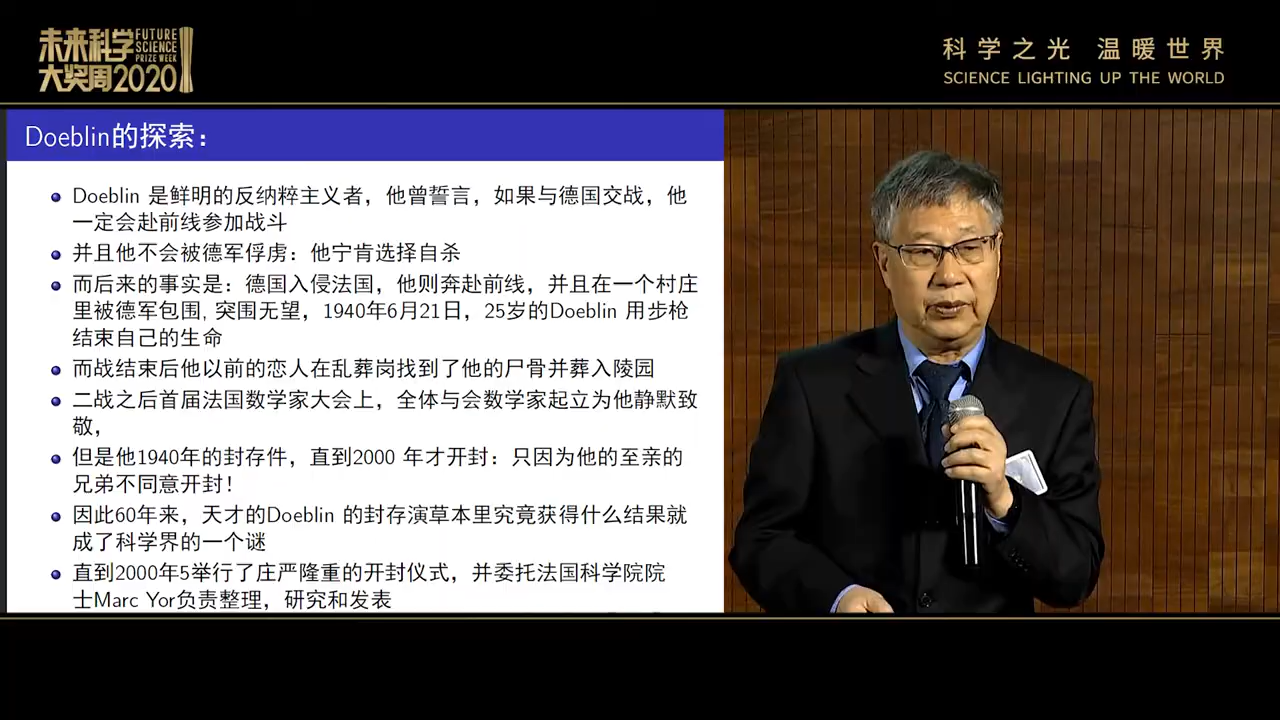 未来科学
大奖周2020
FUTURE
SCIENCE
PRIZE WEEK
科学之光 温暖世界
SCIENCE LIGHTING UP THE WORLD
Doeblin的探索：
Doeblin 是鲜明的反纳粹主义者，他曾誓言，如果与德国交战，他
一定会赴前线参加战斗
并且他不会被德军俘虏：他宁肯选择自杀
而后来的事实是：德国入侵法国，他则奔赴前线，并且在一个村庄
里被德军包围, 突围无望，1940年6月21日，25岁的Doeblin 用步枪
结束自己的生命
而战结束后他以前的恋人在乱葬岗找到了他的尸骨并葬入陵园
二战之后首届法国数学家大会上，全体与会数学家起立为他静默致
敬，
但是他1940年的封存件，直到2000 年才开封：只因为他的至亲的
兄弟不同意开封！
因此60年来，天才的Doeblin 的封存演草本里究竟获得什么结果就
成了科学界的一个谜
直到2000年5举行了庄严隆重的开封仪式，并委托法国科学院院
士Marc Yor负责整理，研究和发表